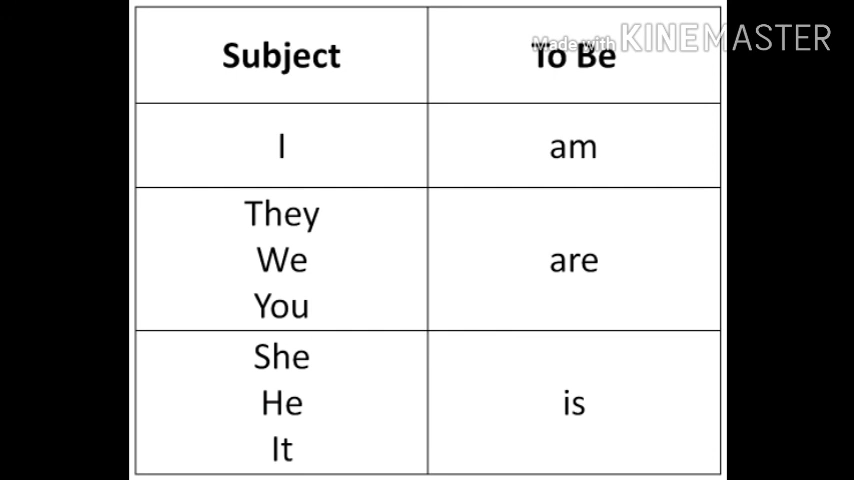 Made with KINEMASTER
Subject To Be
I am
They
We are
You
She
He is
It